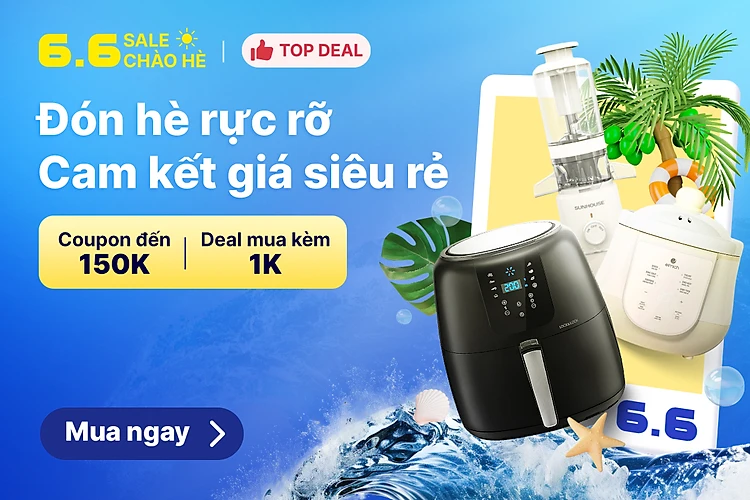 6.6 SALE
CHÀO HÈ
TOP DEAL
Đón hè rực rỡ
Cam kết giá siêu rẻ
Coupon đến
150K
Deal mua kèm
1K
Mua ngay
SUNHOUSE
200
6.6